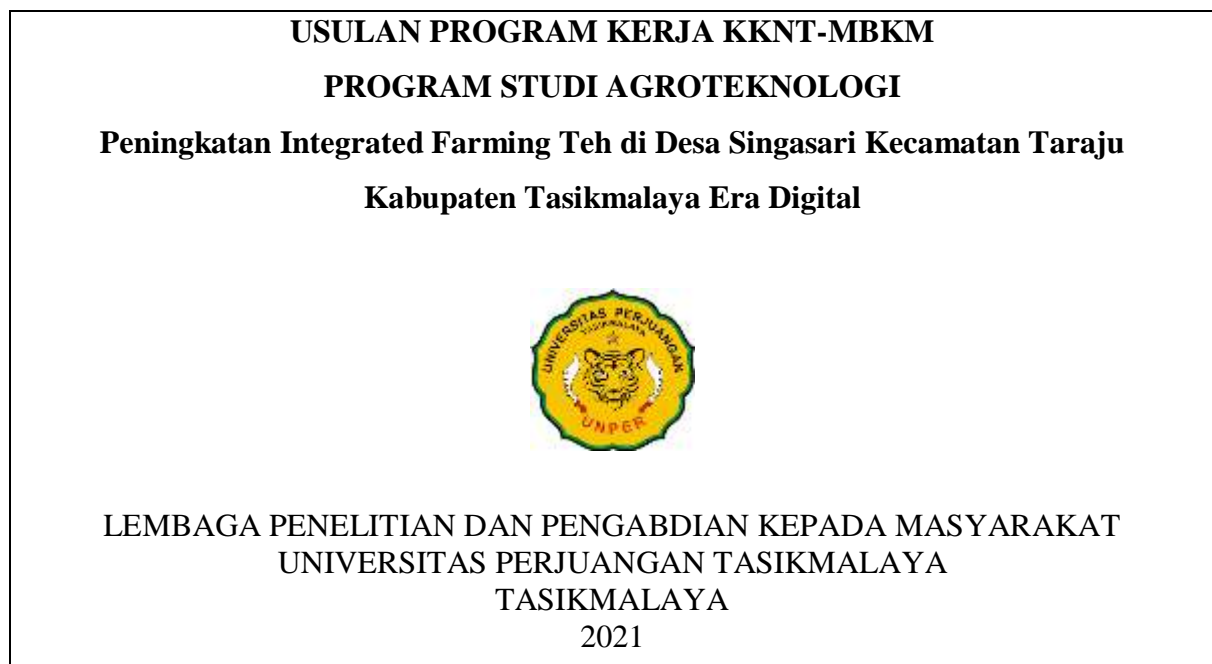 USULAN PROGRAM KERJA KKNT-MBKM
PROGRAM STUDI AGROTEKNOLOGI
Peningkatan Integrated Farming Teh di Desa Singasari Kecamatan Taraju
Kabupaten Tasikmalaya Era Digital
UNIVERSITAS PERJUANGAN
TASIKMALAYA
UNPER
LEMBAGA PENELITIAN DAN PENGABDIAN KEPADA MASYARAKAT
UNIVERSITAS PERJUANGAN TASIKMALAYA
TASIKMALAYA
2021